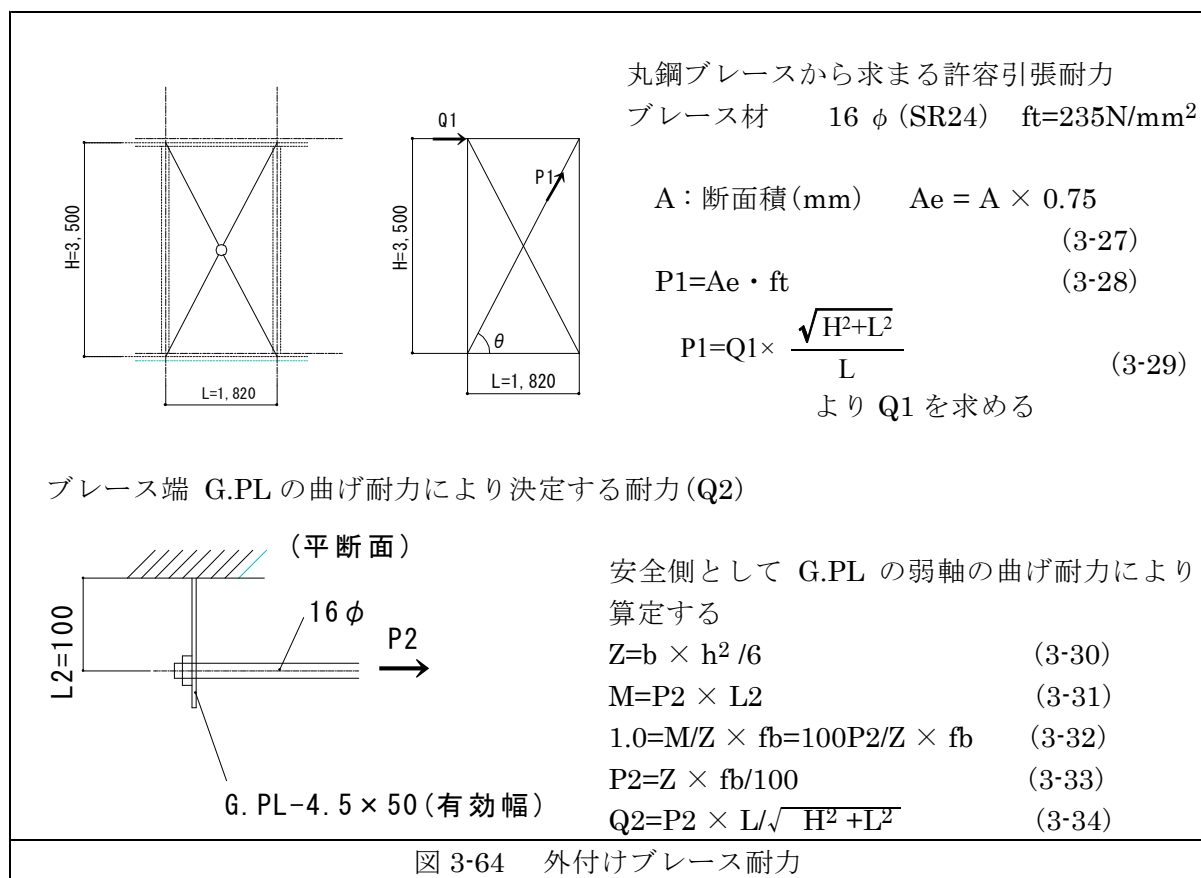 丸鋼ブレースから求まる許容引張耐力
ブレース材 16 φ(SR24) ft=235N/mm²
A：断面積(mm) Ae = A × 0.75
(3-27)
P1=Ae・ft (3-28)
P1=Q1× √H²+L² / L (3-29)
より Q1 を求める
H=3,500
L=1,820
Q1
P1
H=3,500
θ
L=1,820
ブレース端 G.PL の曲げ耐力により決定する耐力(Q2)
(平断面)
L2=100
16φ
P2
G.PL-4.5×50(有効幅)
安全側として G.PL の弱軸の曲げ耐力により
算定する
Z=b × h² /6 (3-30)
M=P2 × L2 (3-31)
1.0=M/Z × fb=100P2/Z × fb (3-32)
P2=Z × fb/100 (3-33)
Q2=P2 × L/√ H² +L² (3-34)
図 3-64 外付けブレース耐力